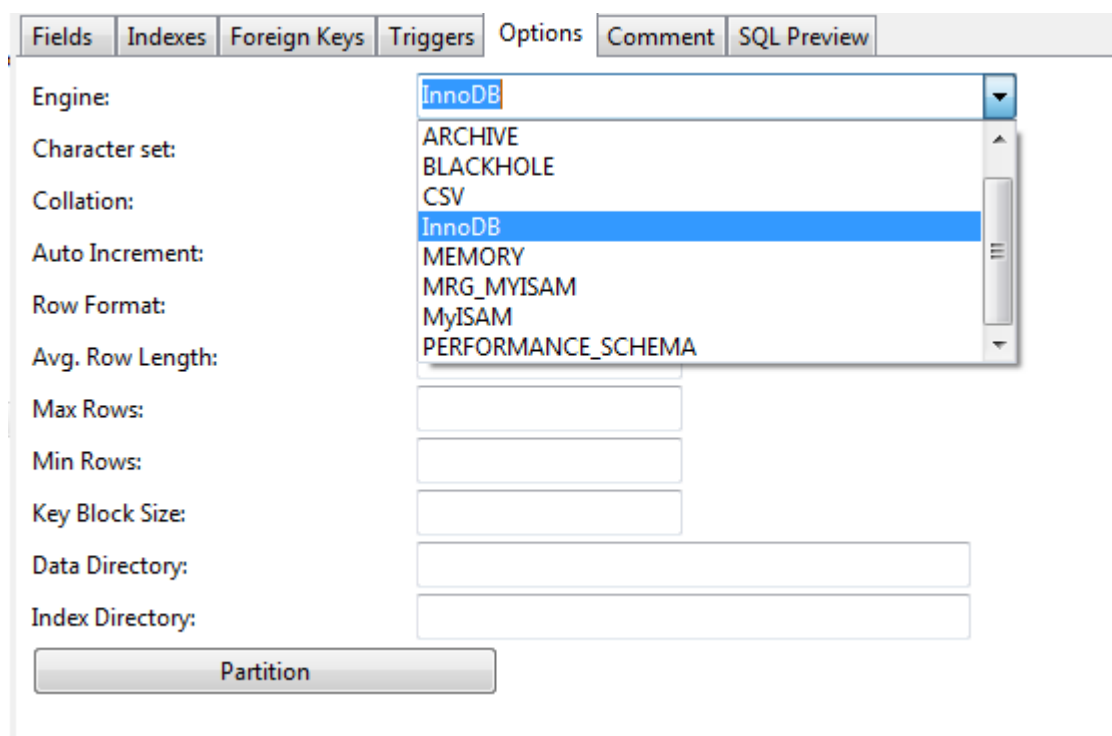 Fields Indexes Foreign Keys Triggers Options Comment SQL Preview
Engine: InnoDB
ARCHIVE
Character set:
BLACKHOLE
CSV
Collation:
InnoDB
Auto Increment:
MEMORY
MRG_MYISAM
Row Format:
MyISAM
PERFORMANCE_SCHEMA
Avg. Row Length:
Max Rows:
Min Rows:
Key Block Size:
Data Directory:
Index Directory:
Partition